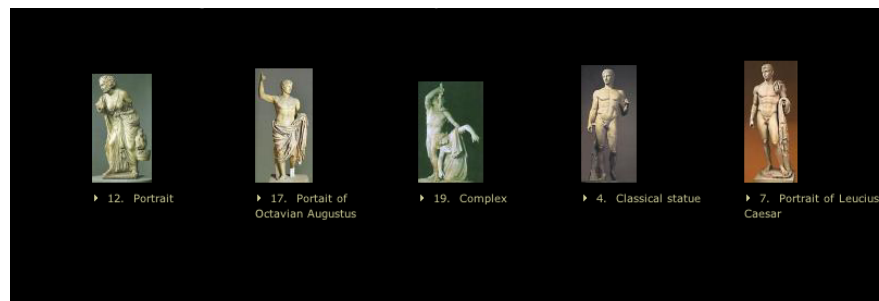 12. Portrait
17. Portait of
Octavian Augustus
19. Complex
4. Classical statue
7. Portrait of Leucius
Caesar